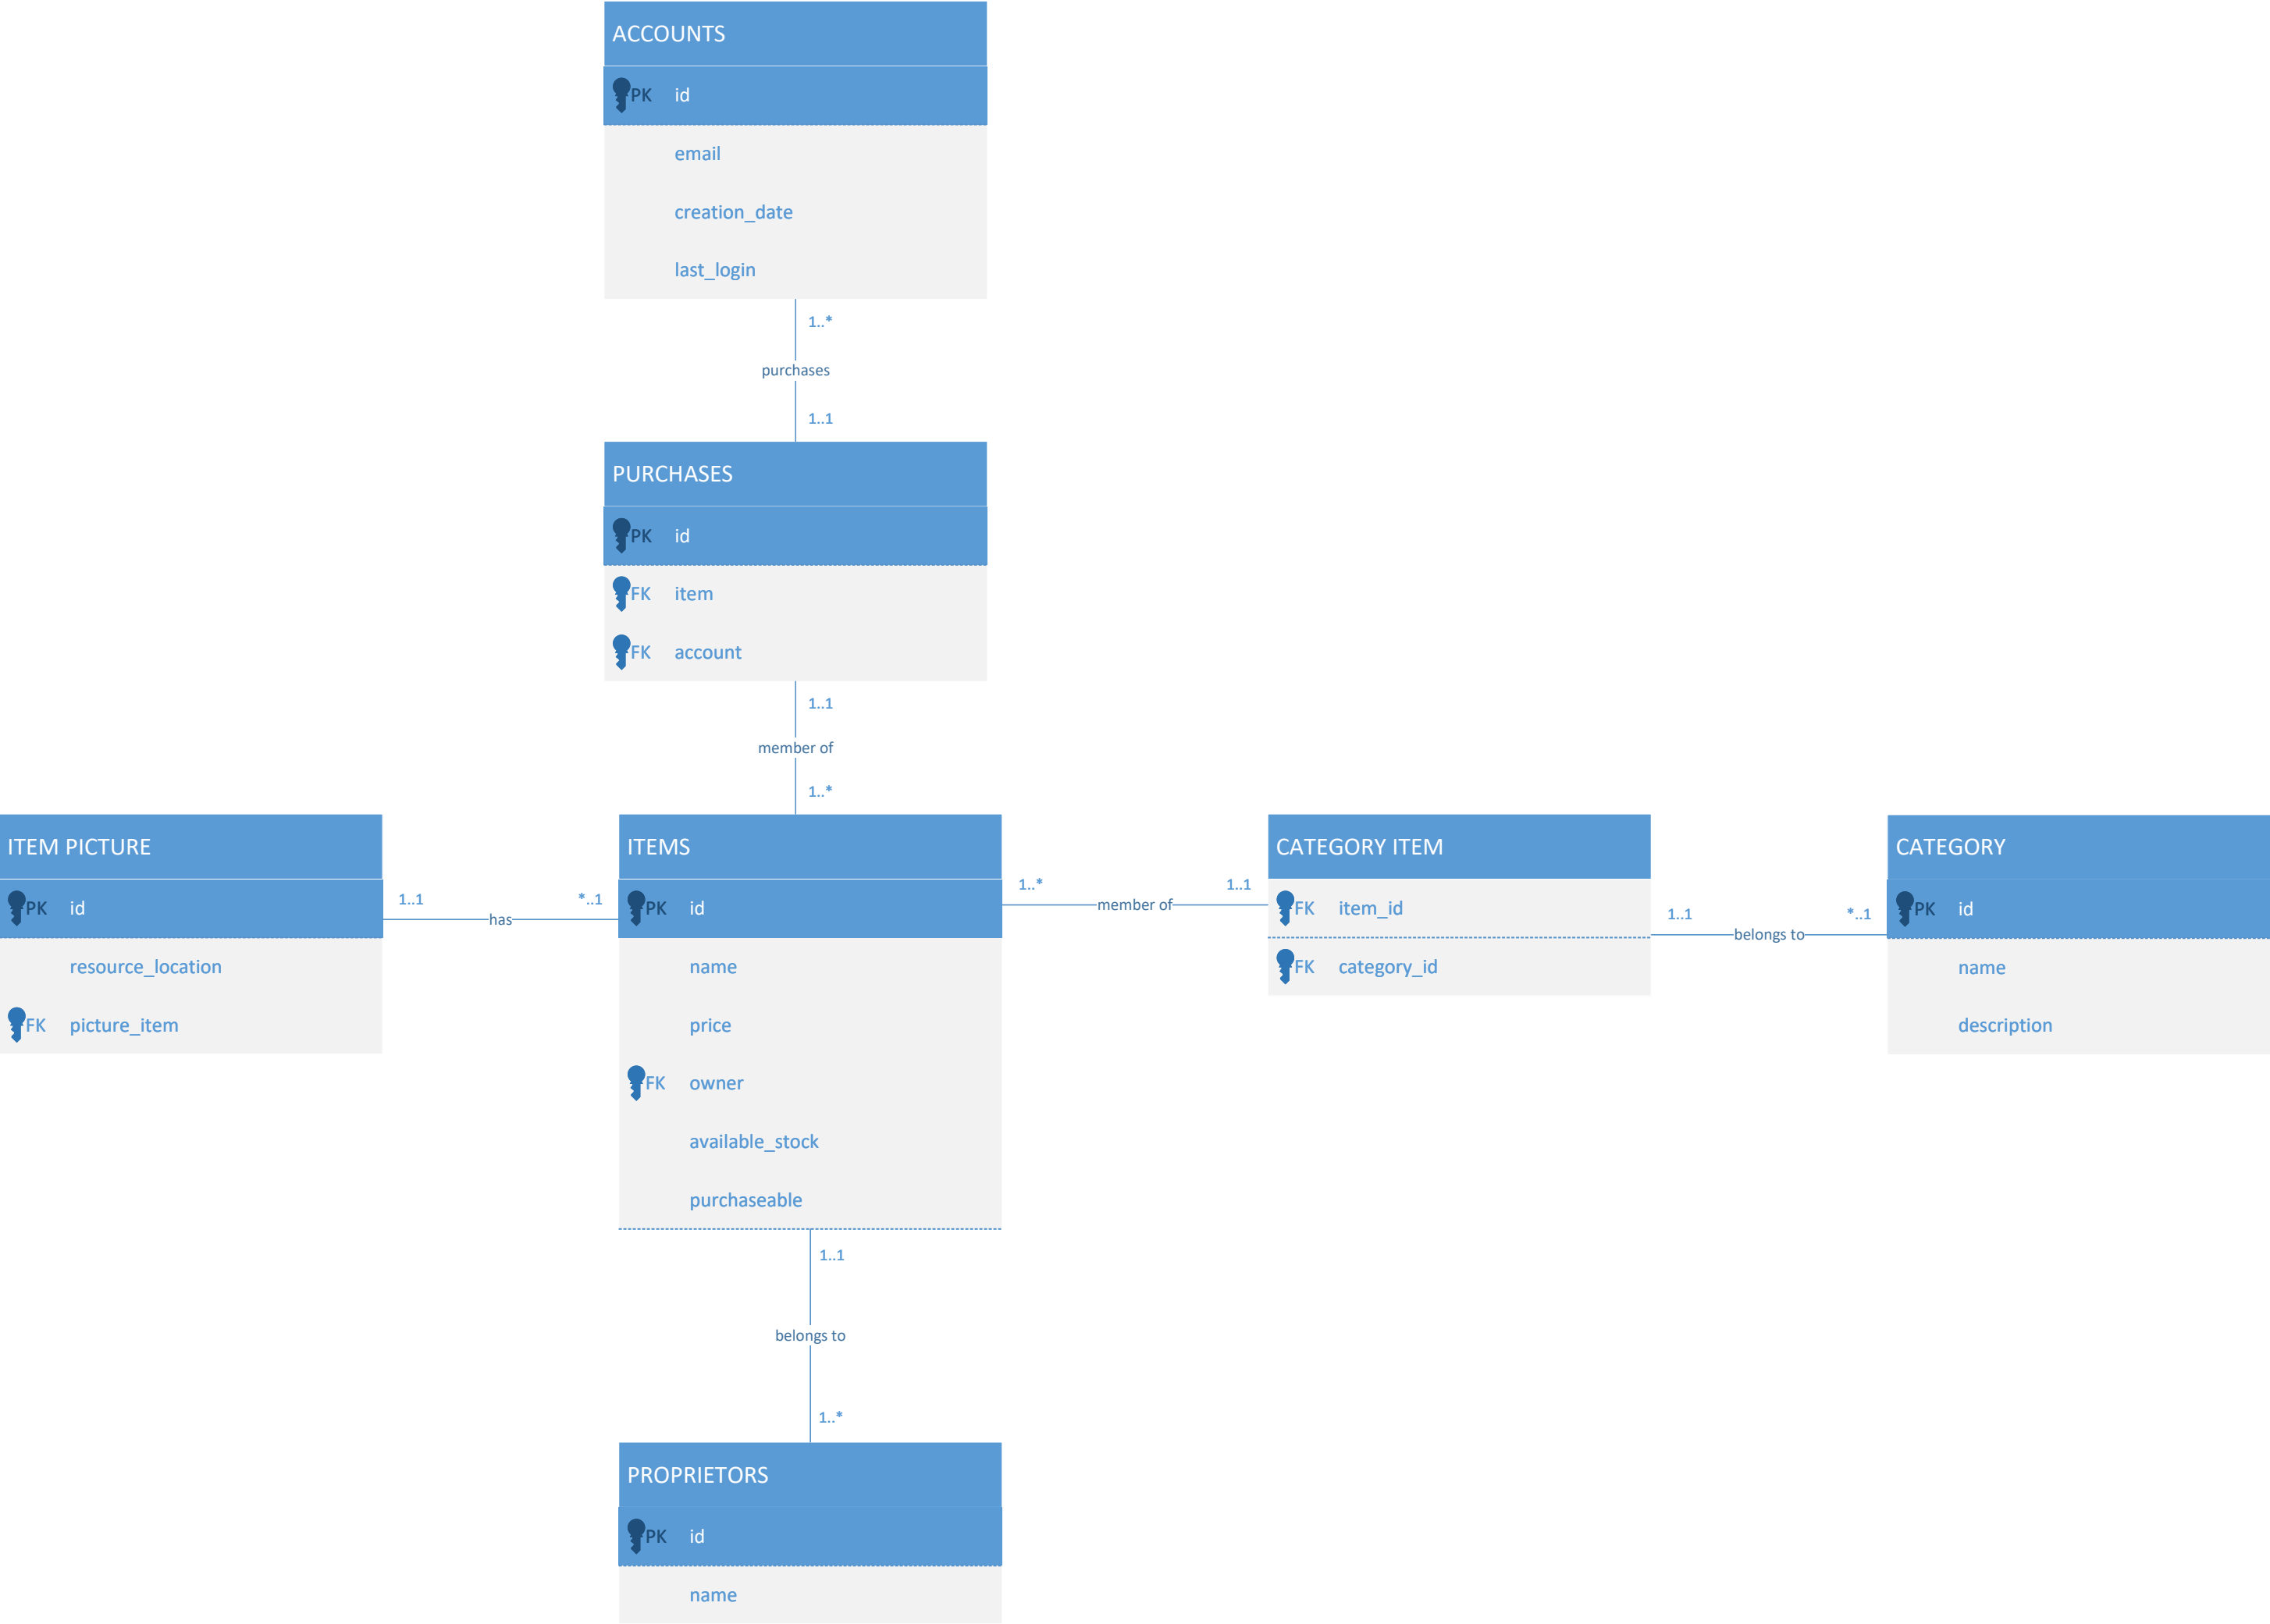 ACCOUNTS
PK id
email
creation_date
last_login
1..*
purchases
1..1
PURCHASES
PK id
FK item
FK account
1..1
member of
1..*
ITEM PICTURE
PK id
resource_location
FK picture_item
1..1
has
*..1
ITEMS
PK id
name
price
FK owner
available_stock
purchaseable
1..*
member of
1..1
CATEGORY ITEM
FK item_id
FK category_id
1..1
belongs to
*..1
CATEGORY
PK id
name
description
1..1
belongs to
1..*
PROPRIETORS
PK id
name